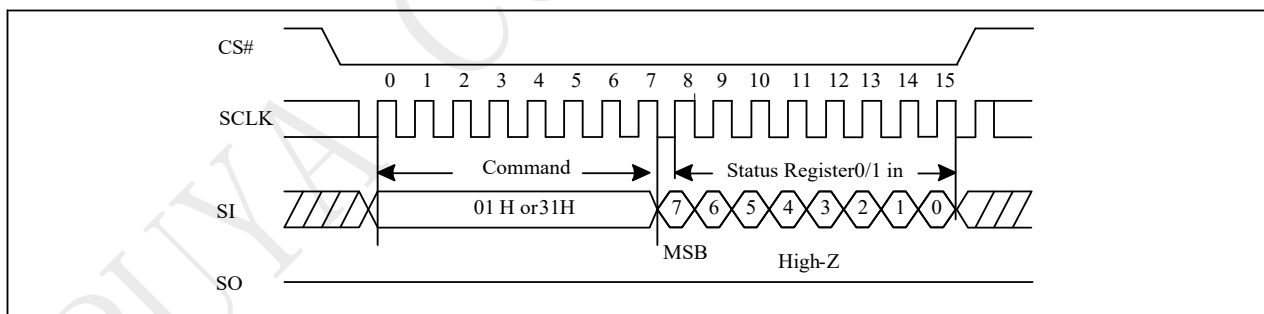 CS#
0 1 2 3 4 5 6 7 8 9 10 11 12 13 14 15
SCLK
Command Status Register0/1 in
SI 01 H or31H 7 6 5 4 3 2 1 0
MSB High-Z
SO
PUYA